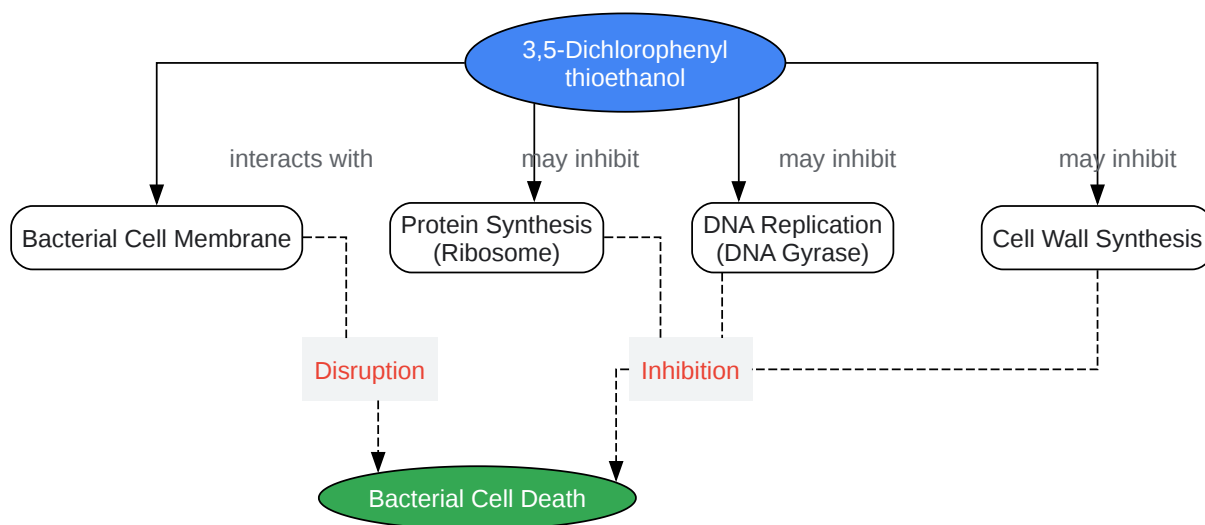 3,5-Dichlorophenyl
thioethanol
interacts with
may inhibit
may inhibit
may inhibit
Bacterial Cell Membrane
Protein Synthesis
(Ribosome)
DNA Replication
(DNA Gyrase)
Cell Wall Synthesis
Disruption
Inhibition
Bacterial Cell Death